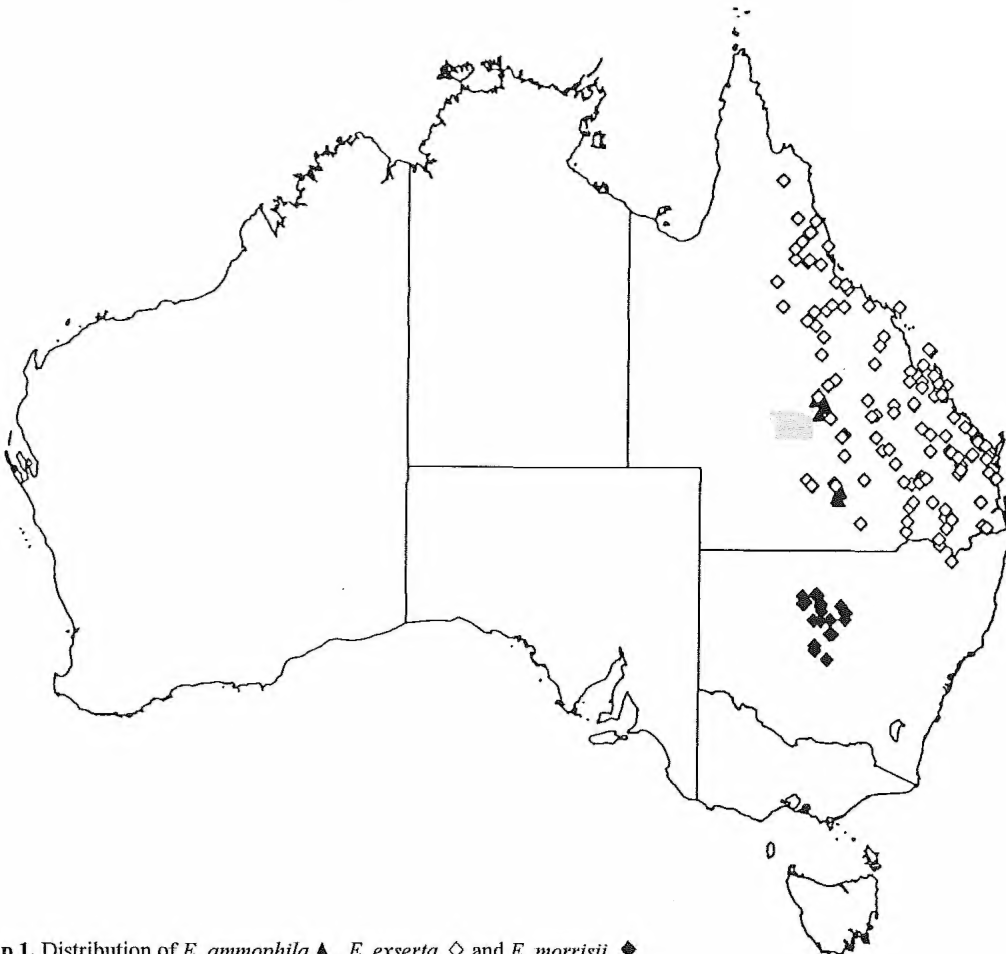 p 1. Distribution of E. ammophila ▲, E. exserta ◇ and E. morrisii ◆